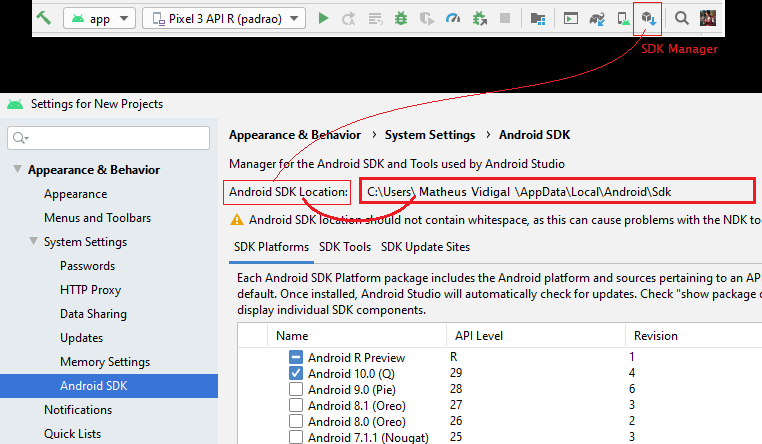 app Pixel 3 API R (padrao)
SDK Manager
Settings for New Projects
Appearance & Behavior
Appearance
Menus and Toolbars
System Settings
Passwords
HTTP Proxy
Data Sharing
Updates
Memory Settings
Android SDK
Notifications
Quick Lists
Appearance & Behavior > System Settings > Android SDK
Manager for the Android SDK and Tools used by Android Studio
Android SDK Location: C:\Users\ Matheus Vidigal \AppData\Local\Android\Sdk
Android SDK location should not contain whitespace, as this can cause problems with the NDK to
SDK Platforms SDK Tools SDK Update Sites
Each Android SDK Platform package includes the Android platform and sources pertaining to an AP
default. Once installed, Android Studio will automatically check for updates. Check "show package d
display individual SDK components.
Name API Level Revision
Android R Preview R 1
Android 10.0 (Q) 29 4
Android 9.0 (Pie) 28 6
Android 8.1 (Oreo) 27 3
Android 8.0 (Oreo) 26 2
Android 7.1.1 (Nougat) 25 3